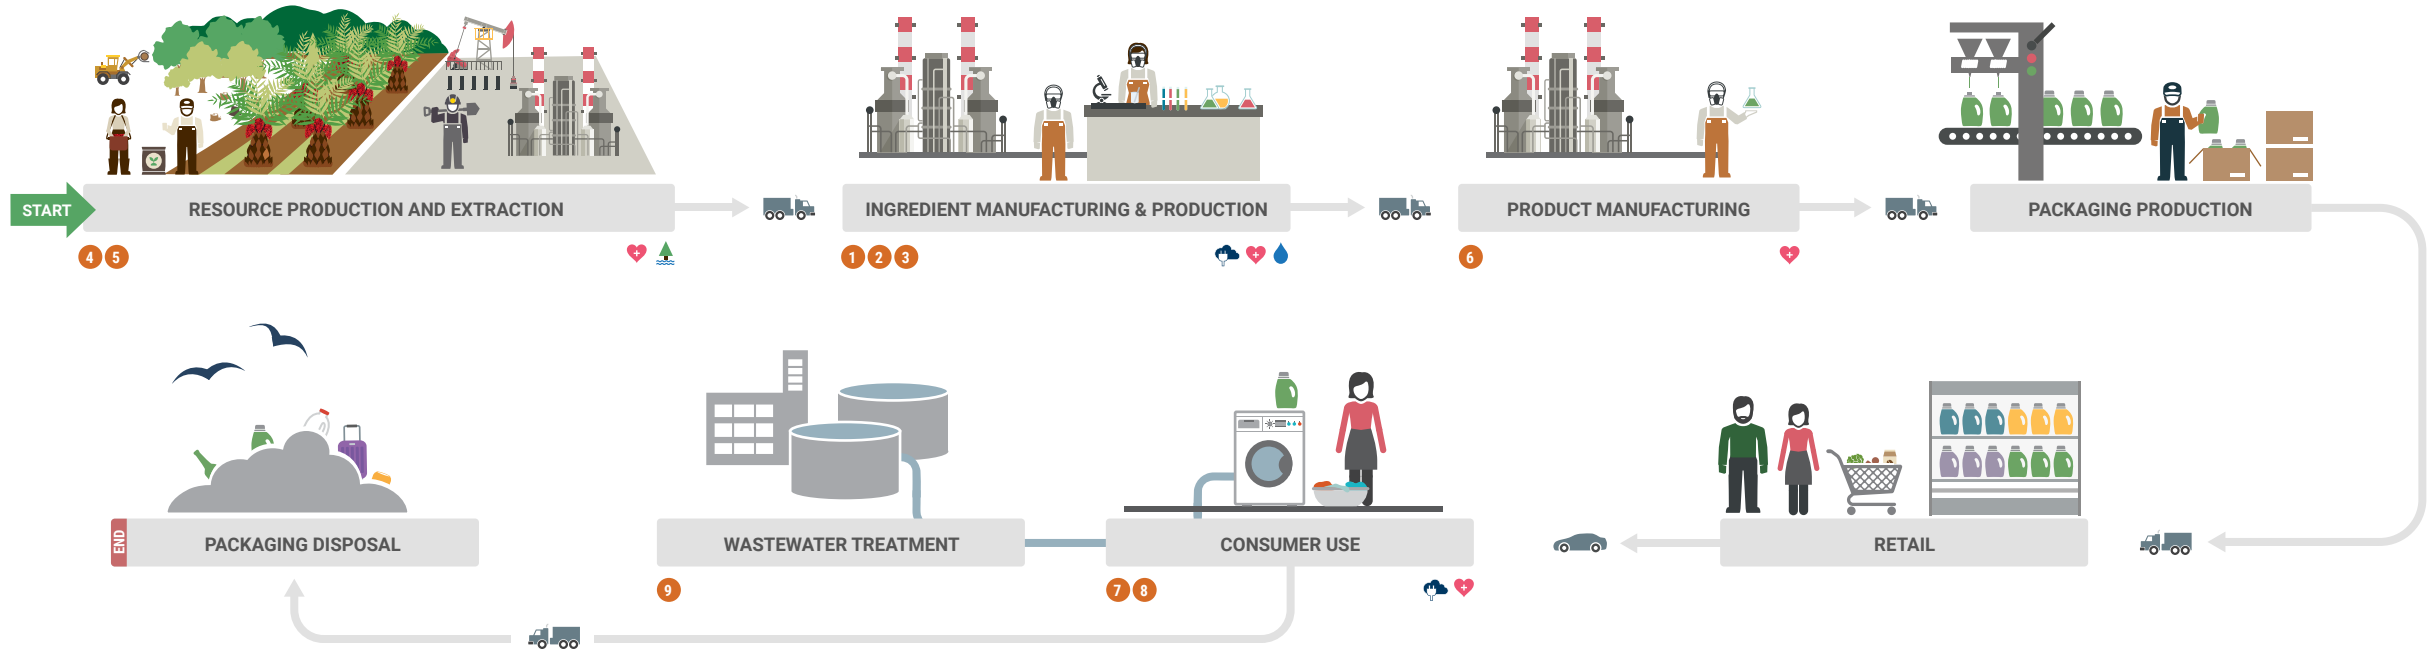 START
RESOURCE PRODUCTION AND EXTRACTION
INGREDIENT MANUFACTURING & PRODUCTION
PRODUCT MANUFACTURING
PACKAGING PRODUCTION
4 5
1 2 3
6
END
PACKAGING DISPOSAL
WASTEWATER TREATMENT
CONSUMER USE
RETAIL
9
7 8